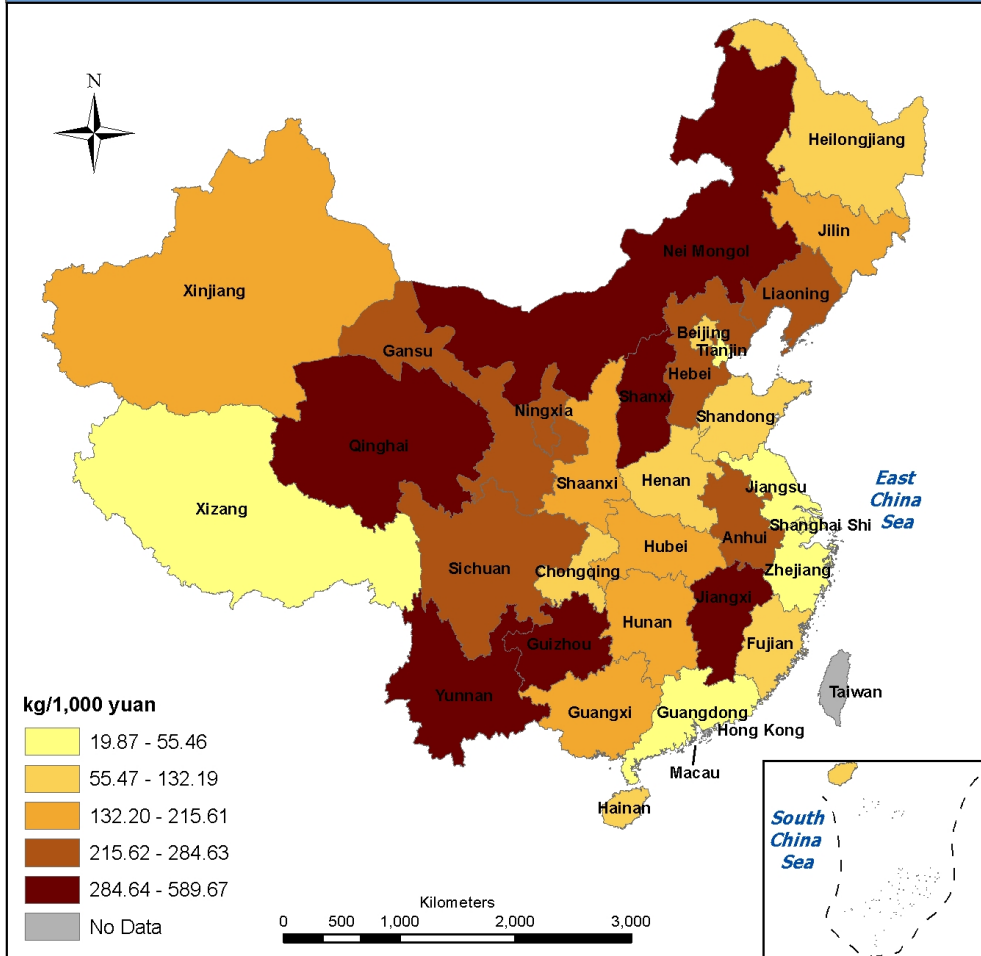 N
Heilongjiang
Jilin
Nei Mongol
Xinjiang
Liaoning
Beijing
Tianjin
Gansu
Hebei
Shanxi
Ningxia
Shandong
Qinghai
Henan
Shaanxi
Jiangsu
East
China
Sea
Xizang
Shanghai Shi
Anhui
Hubei
Sichuan
Chongqing
Zhejiang
Jiangxi
Hunan
Guizhou
Fujian
Yunnan
Taiwan
Guangxi
Guangdong
Hong Kong
Macau
Hainan
kg/1,000 yuan
19.87 - 55.46
55.47 - 132.19
132.20 - 215.61
215.62 - 284.63
284.64 - 589.67
No Data
Kilometers
0 500 1,000 2,000 3,000
South
China
Sea